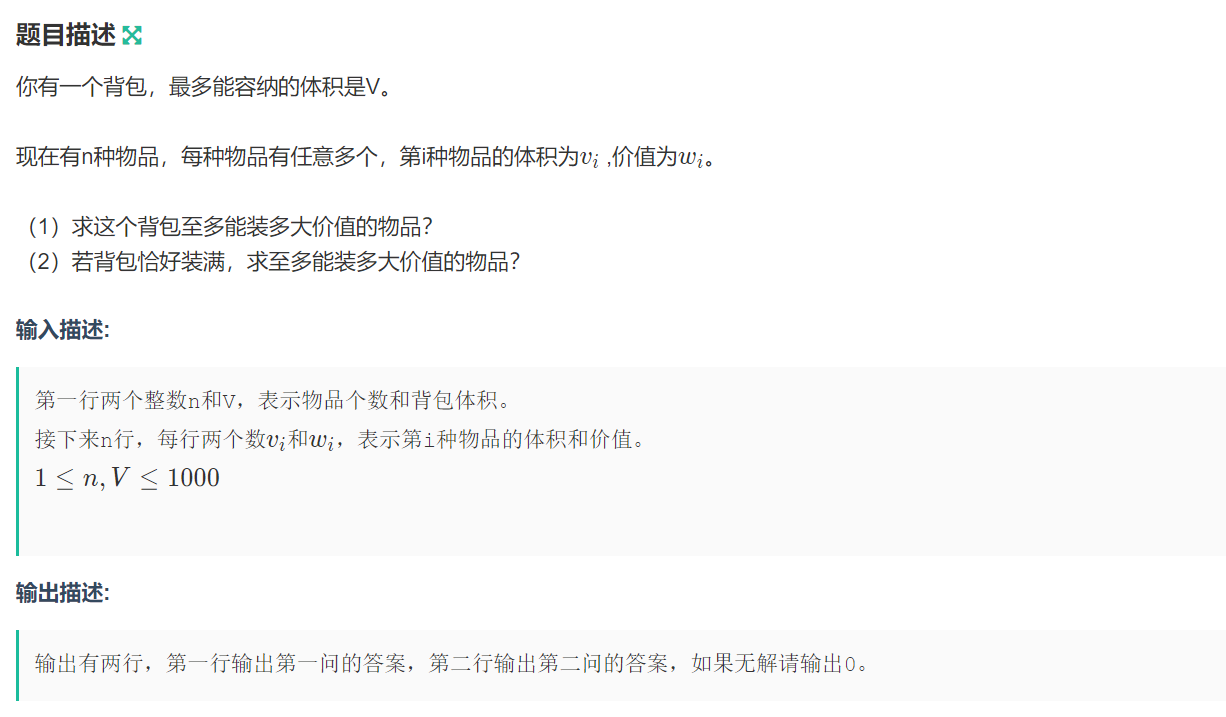 题目描述
你有一个背包，最多能容纳的体积是V。
现在有n种物品，每种物品有任意多个，第i种物品的体积为vᵢ ,价值为wᵢ。
（1）求这个背包至多能装多大价值的物品？
（2）若背包恰好装满，求至多能装多大价值的物品？
输入描述:
第一行两个整数n和V，表示物品个数和背包体积。
接下来n行，每行两个数vᵢ和wᵢ，表示第i种物品的体积和价值。
1 ≤ n, V ≤ 1000
输出描述:
输出有两行，第一行输出第一问的答案，第二行输出第二问的答案，如果无解请输出0。